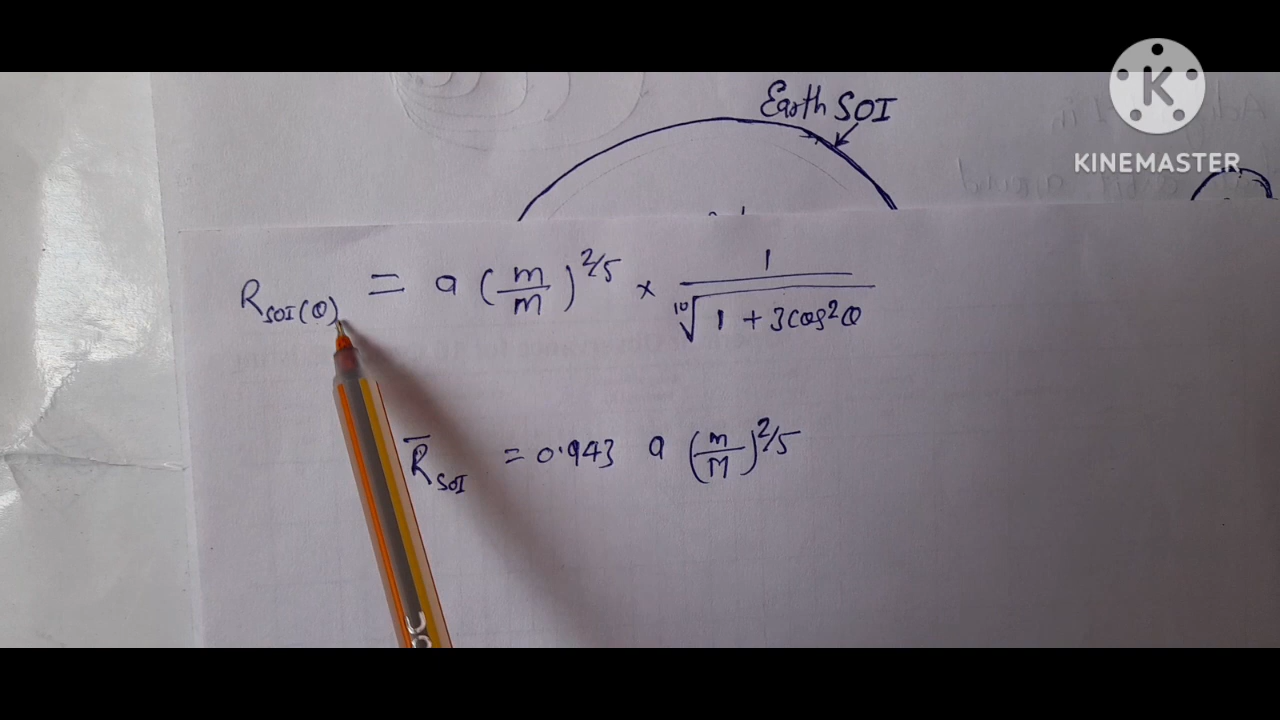 Earth SOI
KINEMASTER
R_SOI(θ) = a (m/m)^2/5 × 1/¹⁰√1 + 3cos²θ
R̅_SOI = 0.943 a (m/M)^2/5